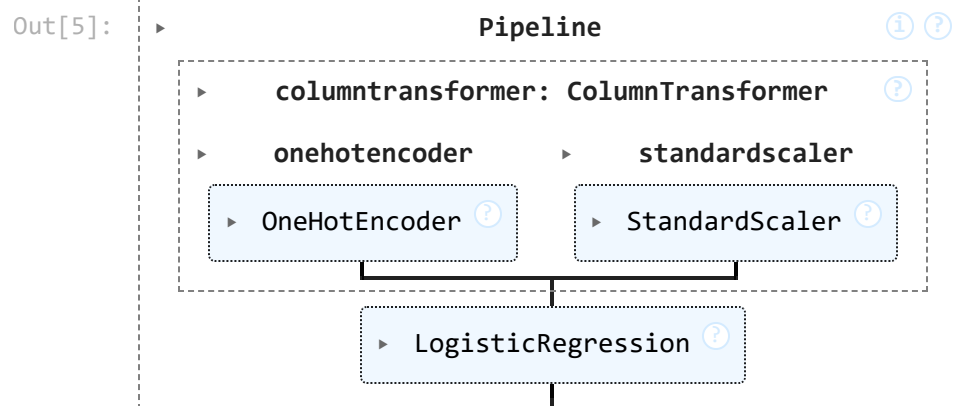 Out[5]:
Pipeline
i ?
columntransformer: ColumnTransformer
?
onehotencoder
standardscaler
OneHotEncoder ?
StandardScaler ?
LogisticRegression ?